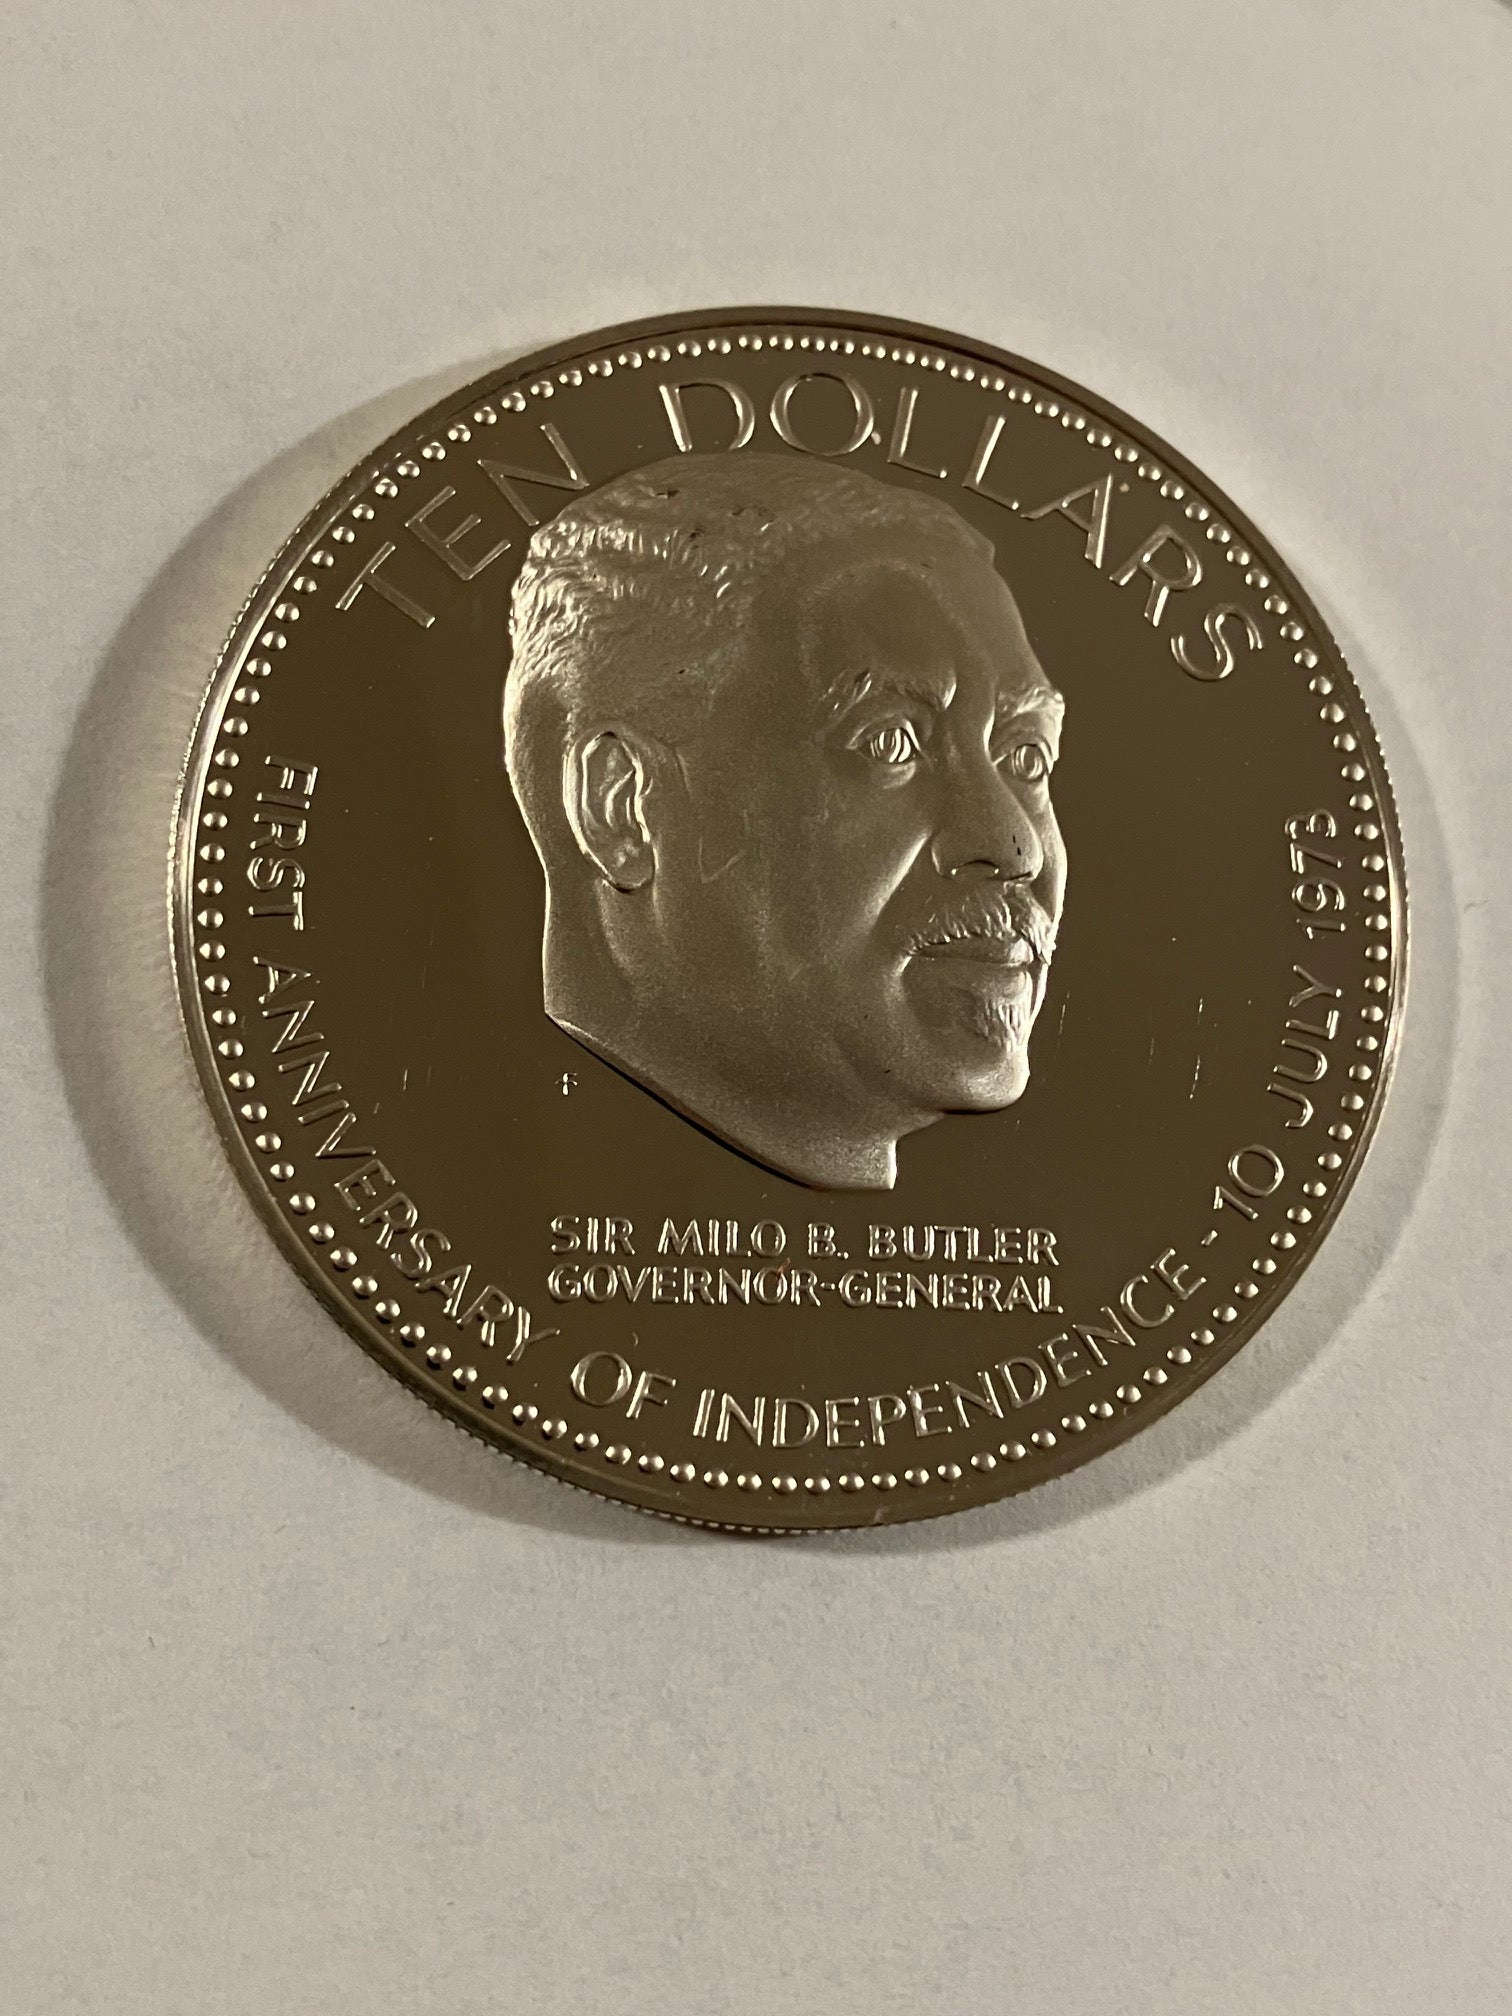 TEN DOLLARS
SIR MILO B. BUTLER
GOVERNOR-GENERAL
FIRST ANNIVERSARY OF INDEPENDENCE - 10 JULY 1973